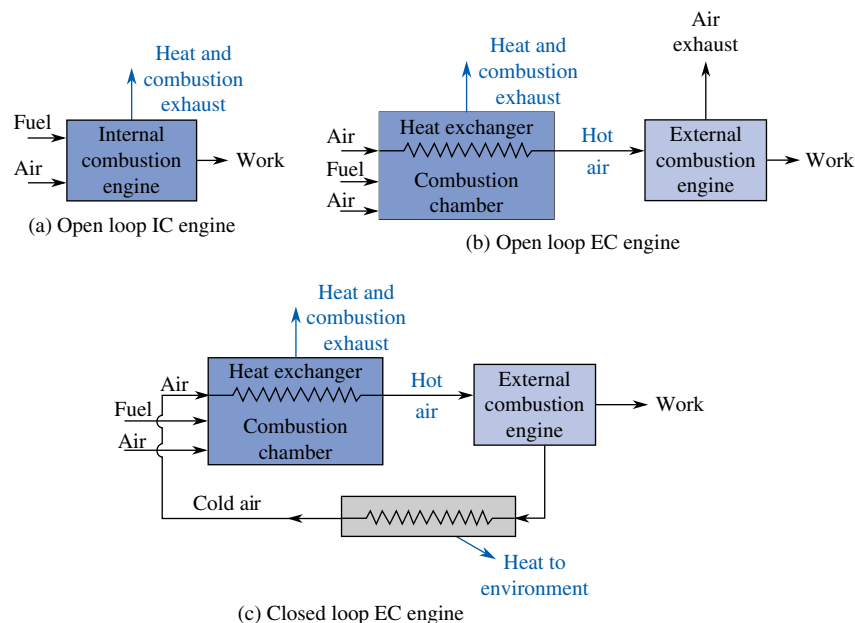 Heat and
combustion
exhaust
Fuel
Air
Internal
combustion
engine
Work
(a) Open loop IC engine
Heat and
combustion
exhaust
Air
exhaust
Air
Fuel
Air
Heat exchanger
Combustion
chamber
Hot
air
External
combustion
engine
Work
(b) Open loop EC engine
Heat and
combustion
exhaust
Air
Fuel
Air
Heat exchanger
Combustion
chamber
Hot
air
External
combustion
engine
Work
Cold air
Heat to
environment
(c) Closed loop EC engine